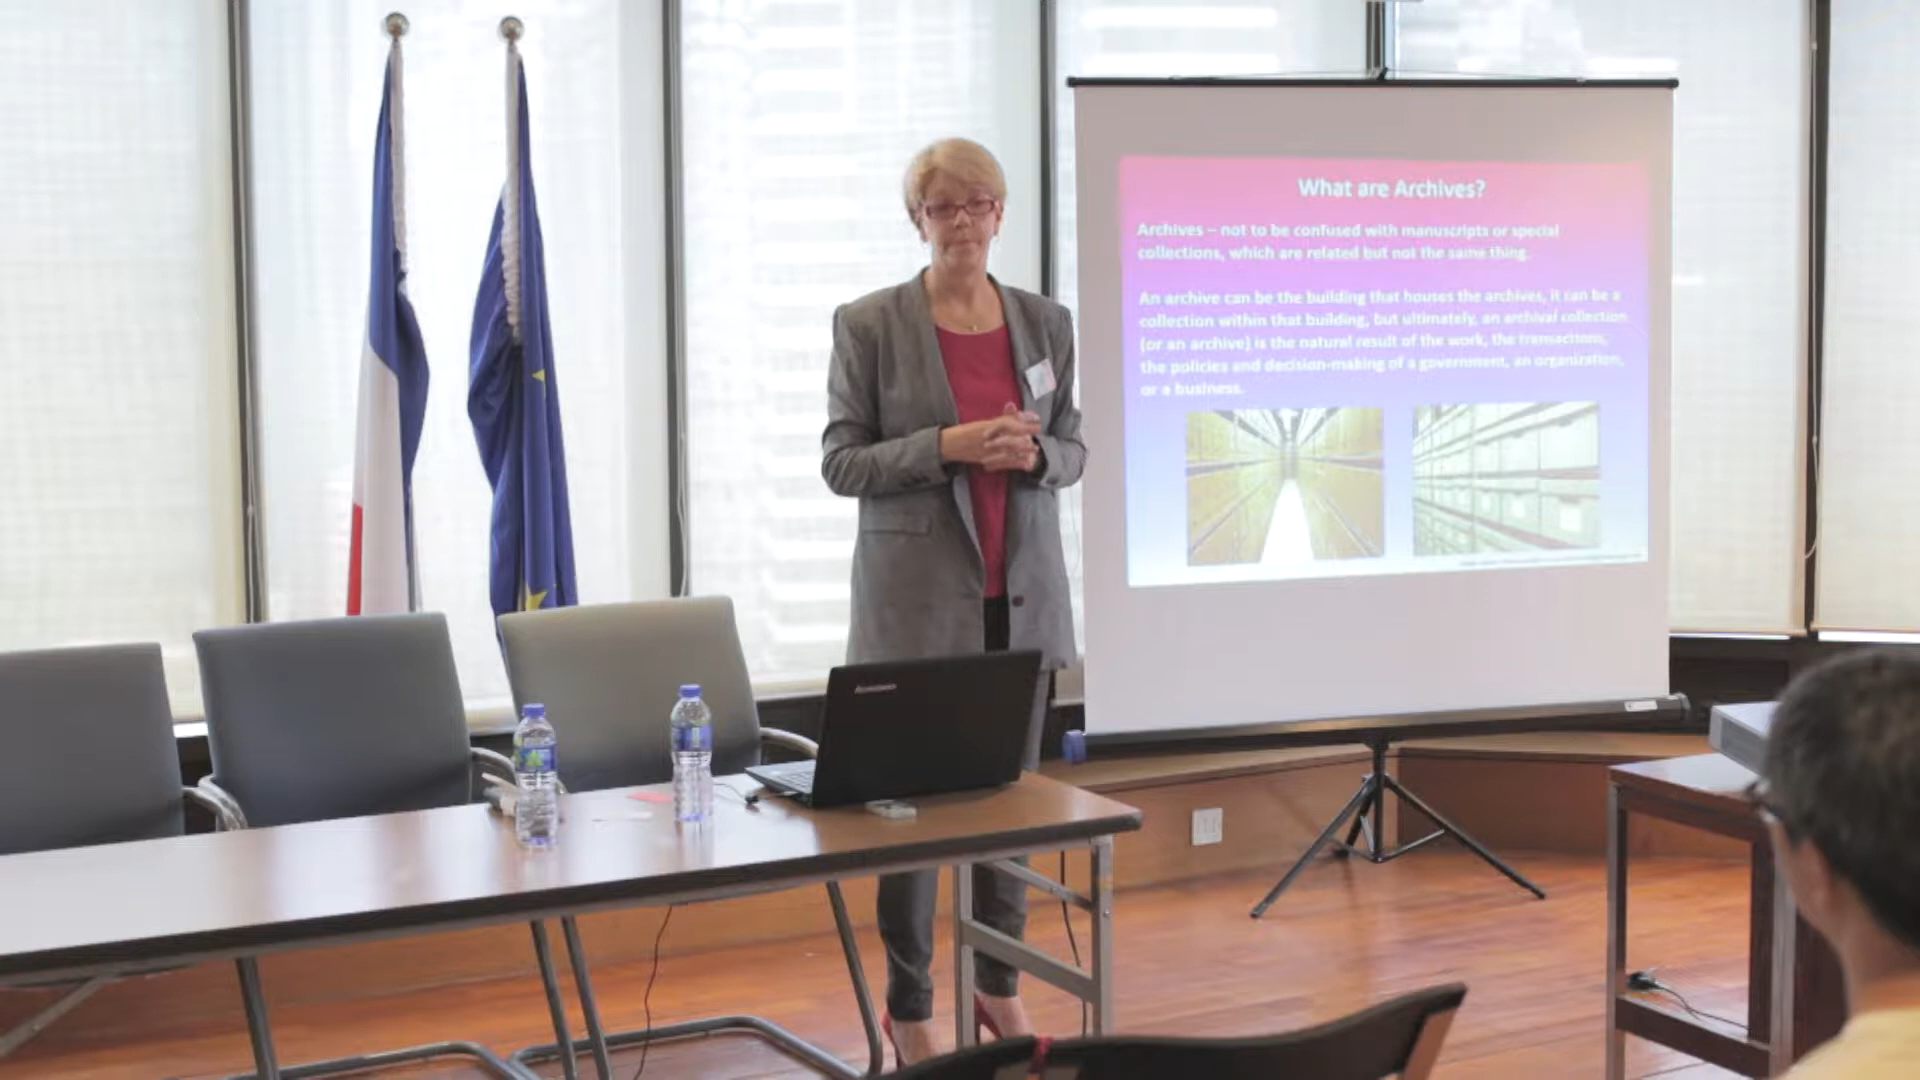 What are Archives?
Archives – not to be confused with manuscripts or special
collections, which are related but not the same thing.
An archive can be the building that houses the archives, it can be a
collection within that building, but ultimately, an archival collection
(or an archive) is the natural result of the work, the transactions,
the policies and decision-making of a government, an organization,
or a business.
Lenovo